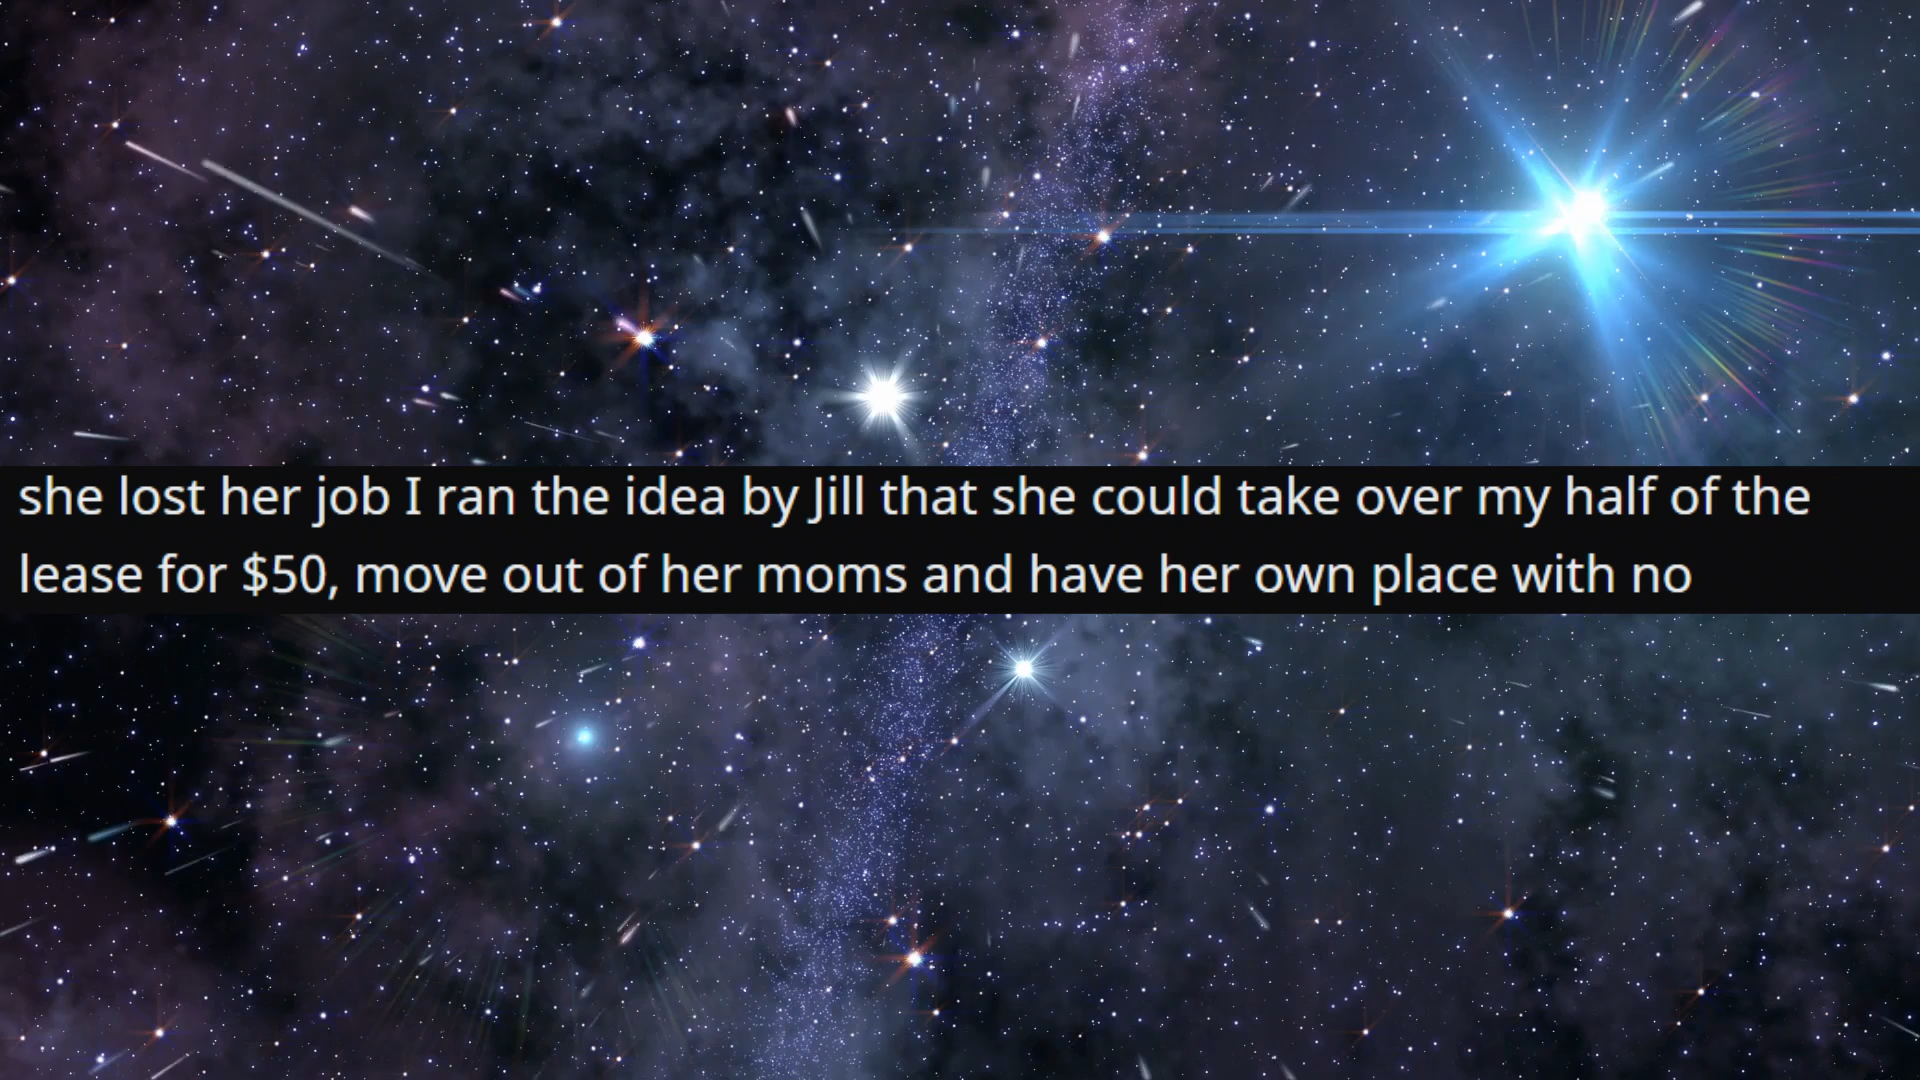 she lost her job I ran the idea by Jill that she could take over my half of the
lease for $50, move out of her moms and have her own place with no